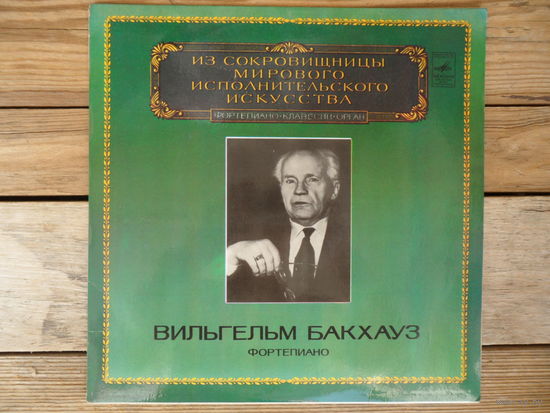 ИЗ СОКРОВИЩНИЦЫ
МИРОВОГО
ИСПОЛНИТЕЛЬСКОГО
ИСКУССТВА
ФОРТЕПИАНО·КЛАВЕСИН·ОРГАН
ВИЛЬГЕЛЬМ БАКХАУЗ
ФОРТЕПИАНО